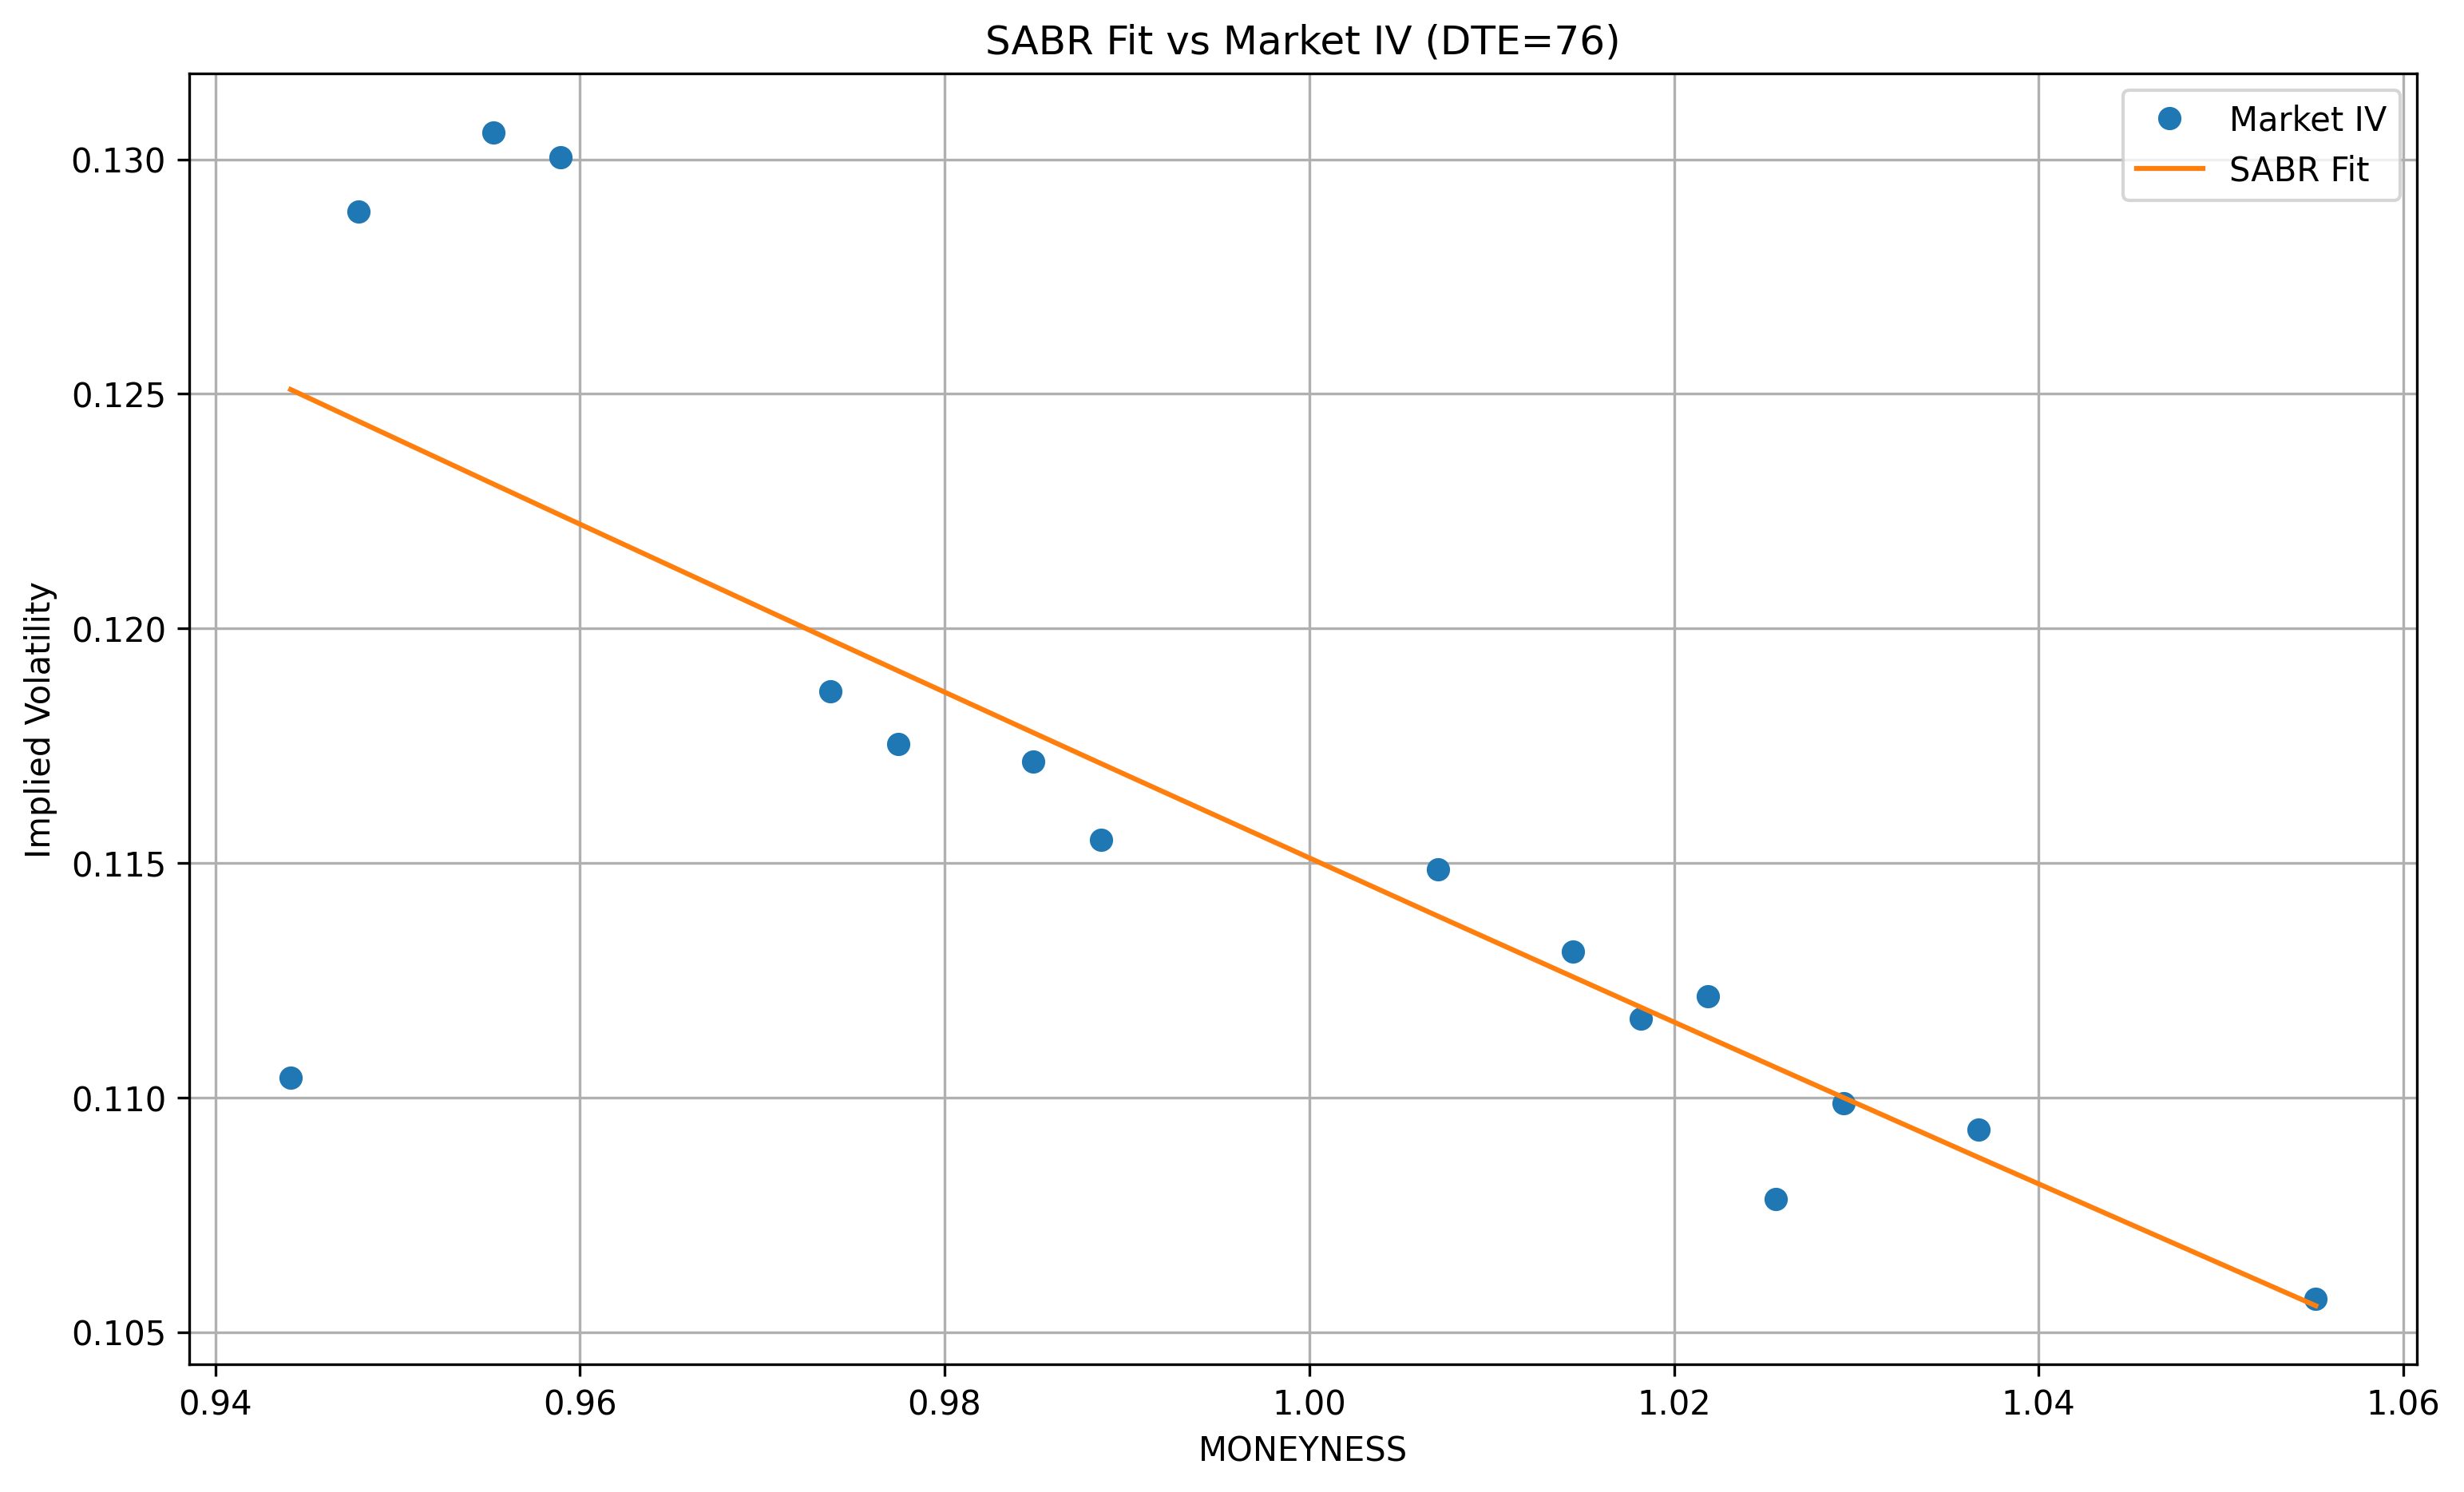 SABR Fit vs Market IV (DTE=76)
Market IV
SABR Fit
0.130
0.125
0.120
0.115
0.110
0.105
Implied Volatility
0.94 0.96 0.98 1.00 1.02 1.04 1.06
MONEYNESS